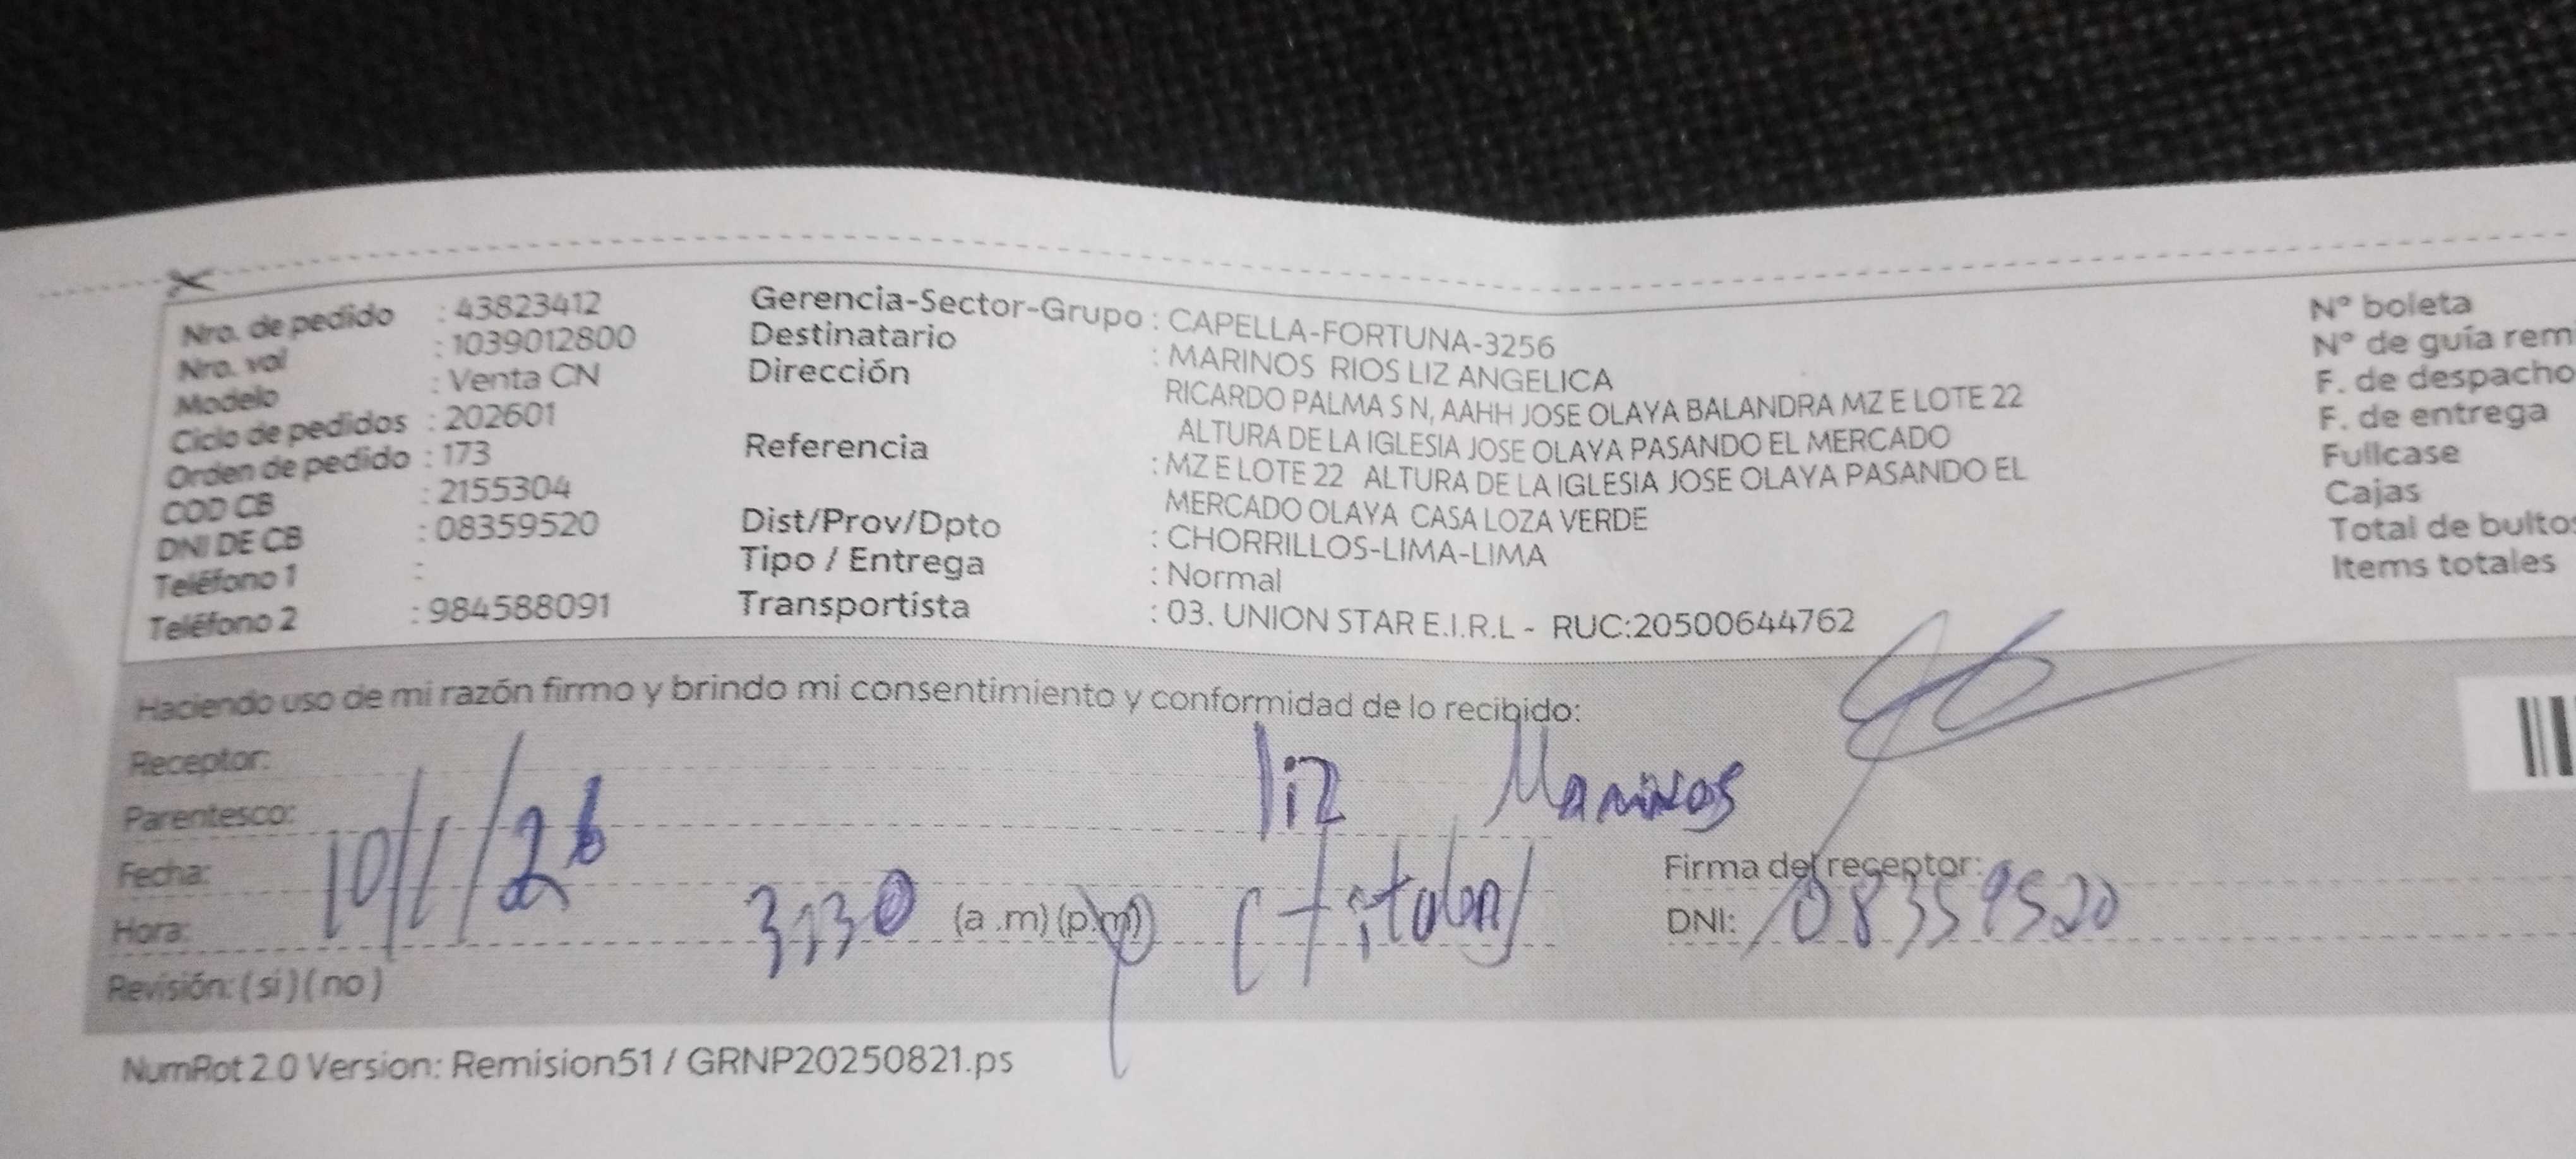 Nro. de pedido : 43823412
Nro. vol : 1039012800
Modelo : Venta CN
Ciclo de pedidos : 202601
Orden de pedido : 173
COD CB : 2155304
DNI DE CB : 08359520
Teléfono 1 :
Teléfono 2 : 984588091
Gerencia-Sector-Grupo : CAPELLA-FORTUNA-3256
Destinatario : MARINOS RIOS LIZ ANGELICA
Dirección RICARDO PALMA S N, AAHH JOSE OLAYA BALANDRA MZ E LOTE 22
ALTURA DE LA IGLESIA JOSE OLAYA PASANDO EL MERCADO
Referencia : MZ E LOTE 22 ALTURA DE LA IGLESIA JOSE OLAYA PASANDO EL
MERCADO OLAYA CASA LOZA VERDE
Dist/Prov/Dpto : CHORRILLOS-LIMA-LIMA
Tipo / Entrega : Normal
Transportista : 03. UNION STAR E.I.R.L - RUC:20500644762
N° boleta
N° de guía rem
F. de despacho
F. de entrega
Fullcase
Cajas
Total de bultos
Items totales
Haciendo uso de mi razón firmo y brindo mi consentimiento y conformidad de lo recibido:
Receptor: liz Marinos
Parentesco:
Fecha: 10/1/26
Hora: 3:30 (a .m) (p.m) (titular)
Firma del receptor:
DNI: 08359520
Revisión: ( si ) ( no )
NumRot 2.0 Version: Remision51 / GRNP20250821.ps